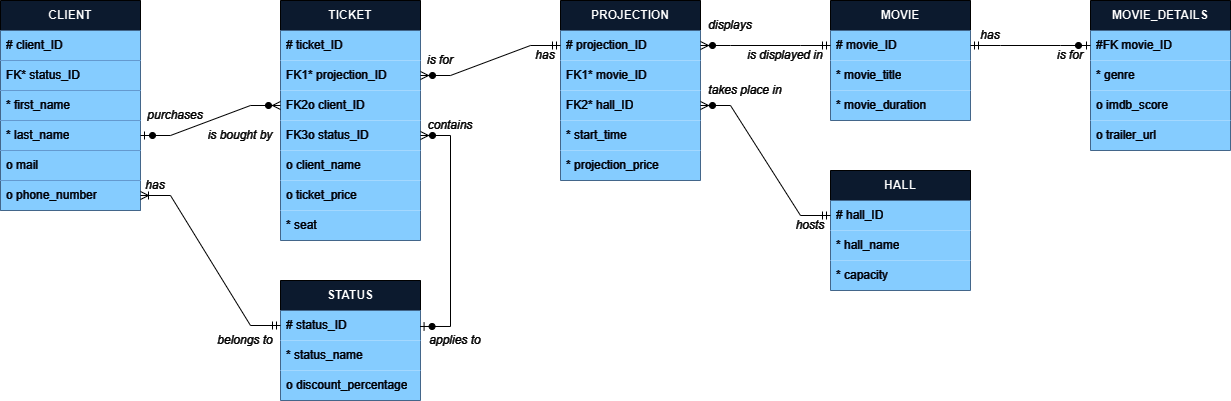 CLIENT
# client_ID
FK* status_ID
* first_name
* last_name
o mail
o phone_number
purchases
is bought by
has
belongs to
TICKET
# ticket_ID
FK1* projection_ID
FK2o client_ID
FK3o status_ID
o client_name
o ticket_price
* seat
is for
has
contains
applies to
STATUS
# status_ID
* status_name
o discount_percentage
PROJECTION
# projection_ID
FK1* movie_ID
FK2* hall_ID
* start_time
* projection_price
displays
is displayed in
takes place in
hosts
MOVIE
# movie_ID
* movie_title
* movie_duration
has
is for
HALL
# hall_ID
* hall_name
* capacity
MOVIE_DETAILS
#FK movie_ID
* genre
o imdb_score
o trailer_url